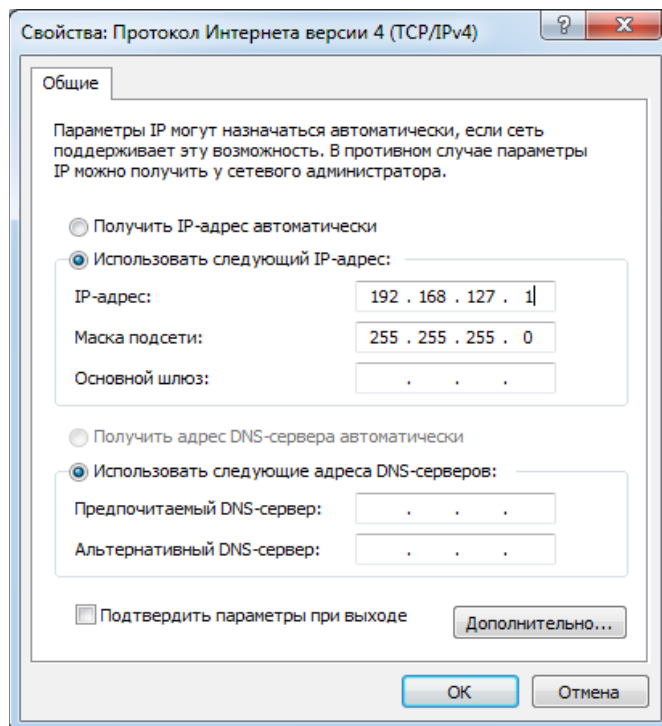 Свойства: Протокол Интернета версии 4 (TCP/IPv4)
Общие
Параметры IP могут назначаться автоматически, если сеть
поддерживает эту возможность. В противном случае параметры
IP можно получить у сетевого администратора.
Получить IP-адрес автоматически
Использовать следующий IP-адрес:
IP-адрес: 192 . 168 . 127 . 1
Маска подсети: 255 . 255 . 255 . 0
Основной шлюз: . . .
Получить адрес DNS-сервера автоматически
Использовать следующие адреса DNS-серверов:
Предпочитаемый DNS-сервер: . . .
Альтернативный DNS-сервер: . . .
Подтвердить параметры при выходе
Дополнительно...
ОК Отмена